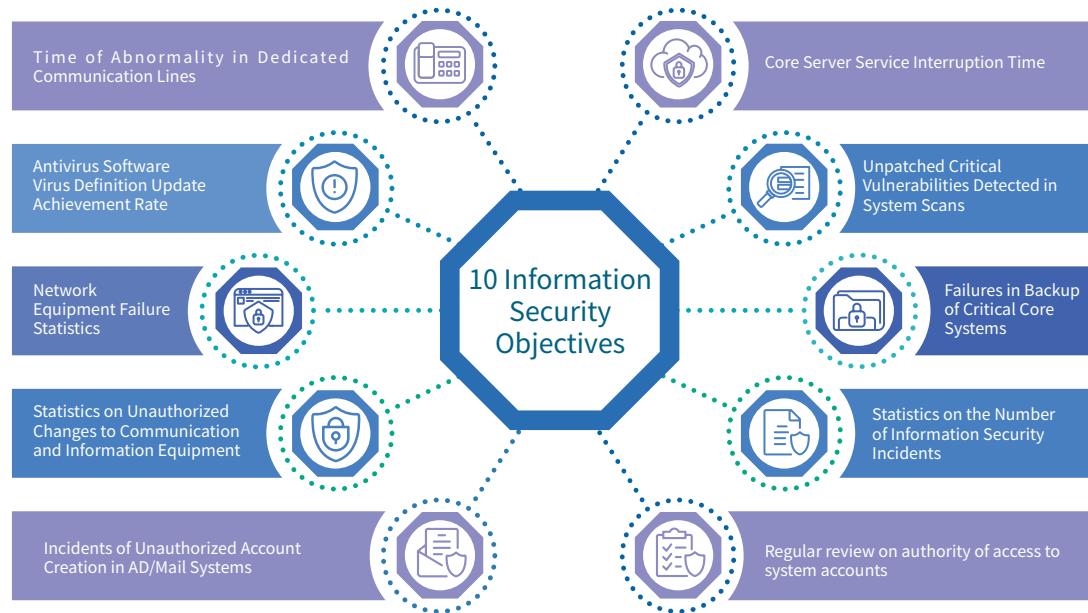 Time of Abnormality in Dedicated
Communication Lines
Core Server Service Interruption Time
Antivirus Software
Virus Definition Update
Achievement Rate
Unpatched Critical
Vulnerabilities Detected in
System Scans
Network
Equipment Failure
Statistics
10 Information
Security
Objectives
Failures in Backup
of Critical Core
Systems
Statistics on Unauthorized
Changes to Communication
and Information Equipment
Statistics on the Number
of Information Security
Incidents
Incidents of Unauthorized Account
Creation in AD/Mail Systems
Regular review on authority of access to
system accounts